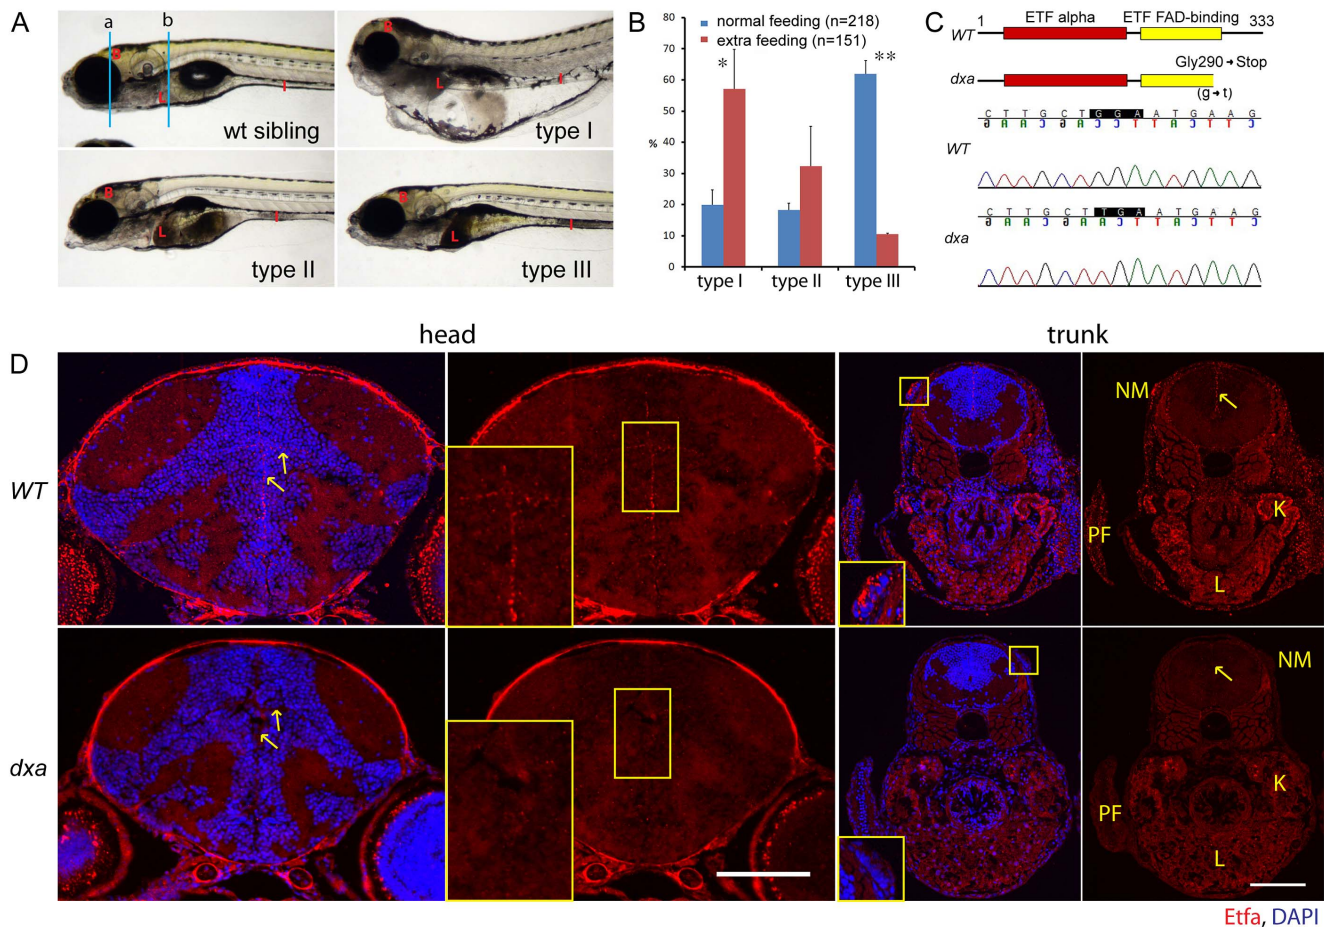 A
a
b
B
L
I
wt sibling
L
I
type I
B
L
I
type II
B
L
I
type III
B
normal feeding (n=218)
extra feeding (n=151)
80
70
60
50
40
30
20
10
0
%
*
**
type I
type II
type III
C
1
ETF alpha
ETF FAD-binding
333
WT
Gly290 → Stop
dxa
(g → t)
C T T G C T G G A A T G A A G
G A A C G A C C T T A C T T C
WT
C T T G C T T G A A T G A A G
G A A C G A A C T T A C T T C
dxa
D
head
trunk
WT
NM
K
PF
L
dxa
NM
K
PF
L
Etfa, DAPI